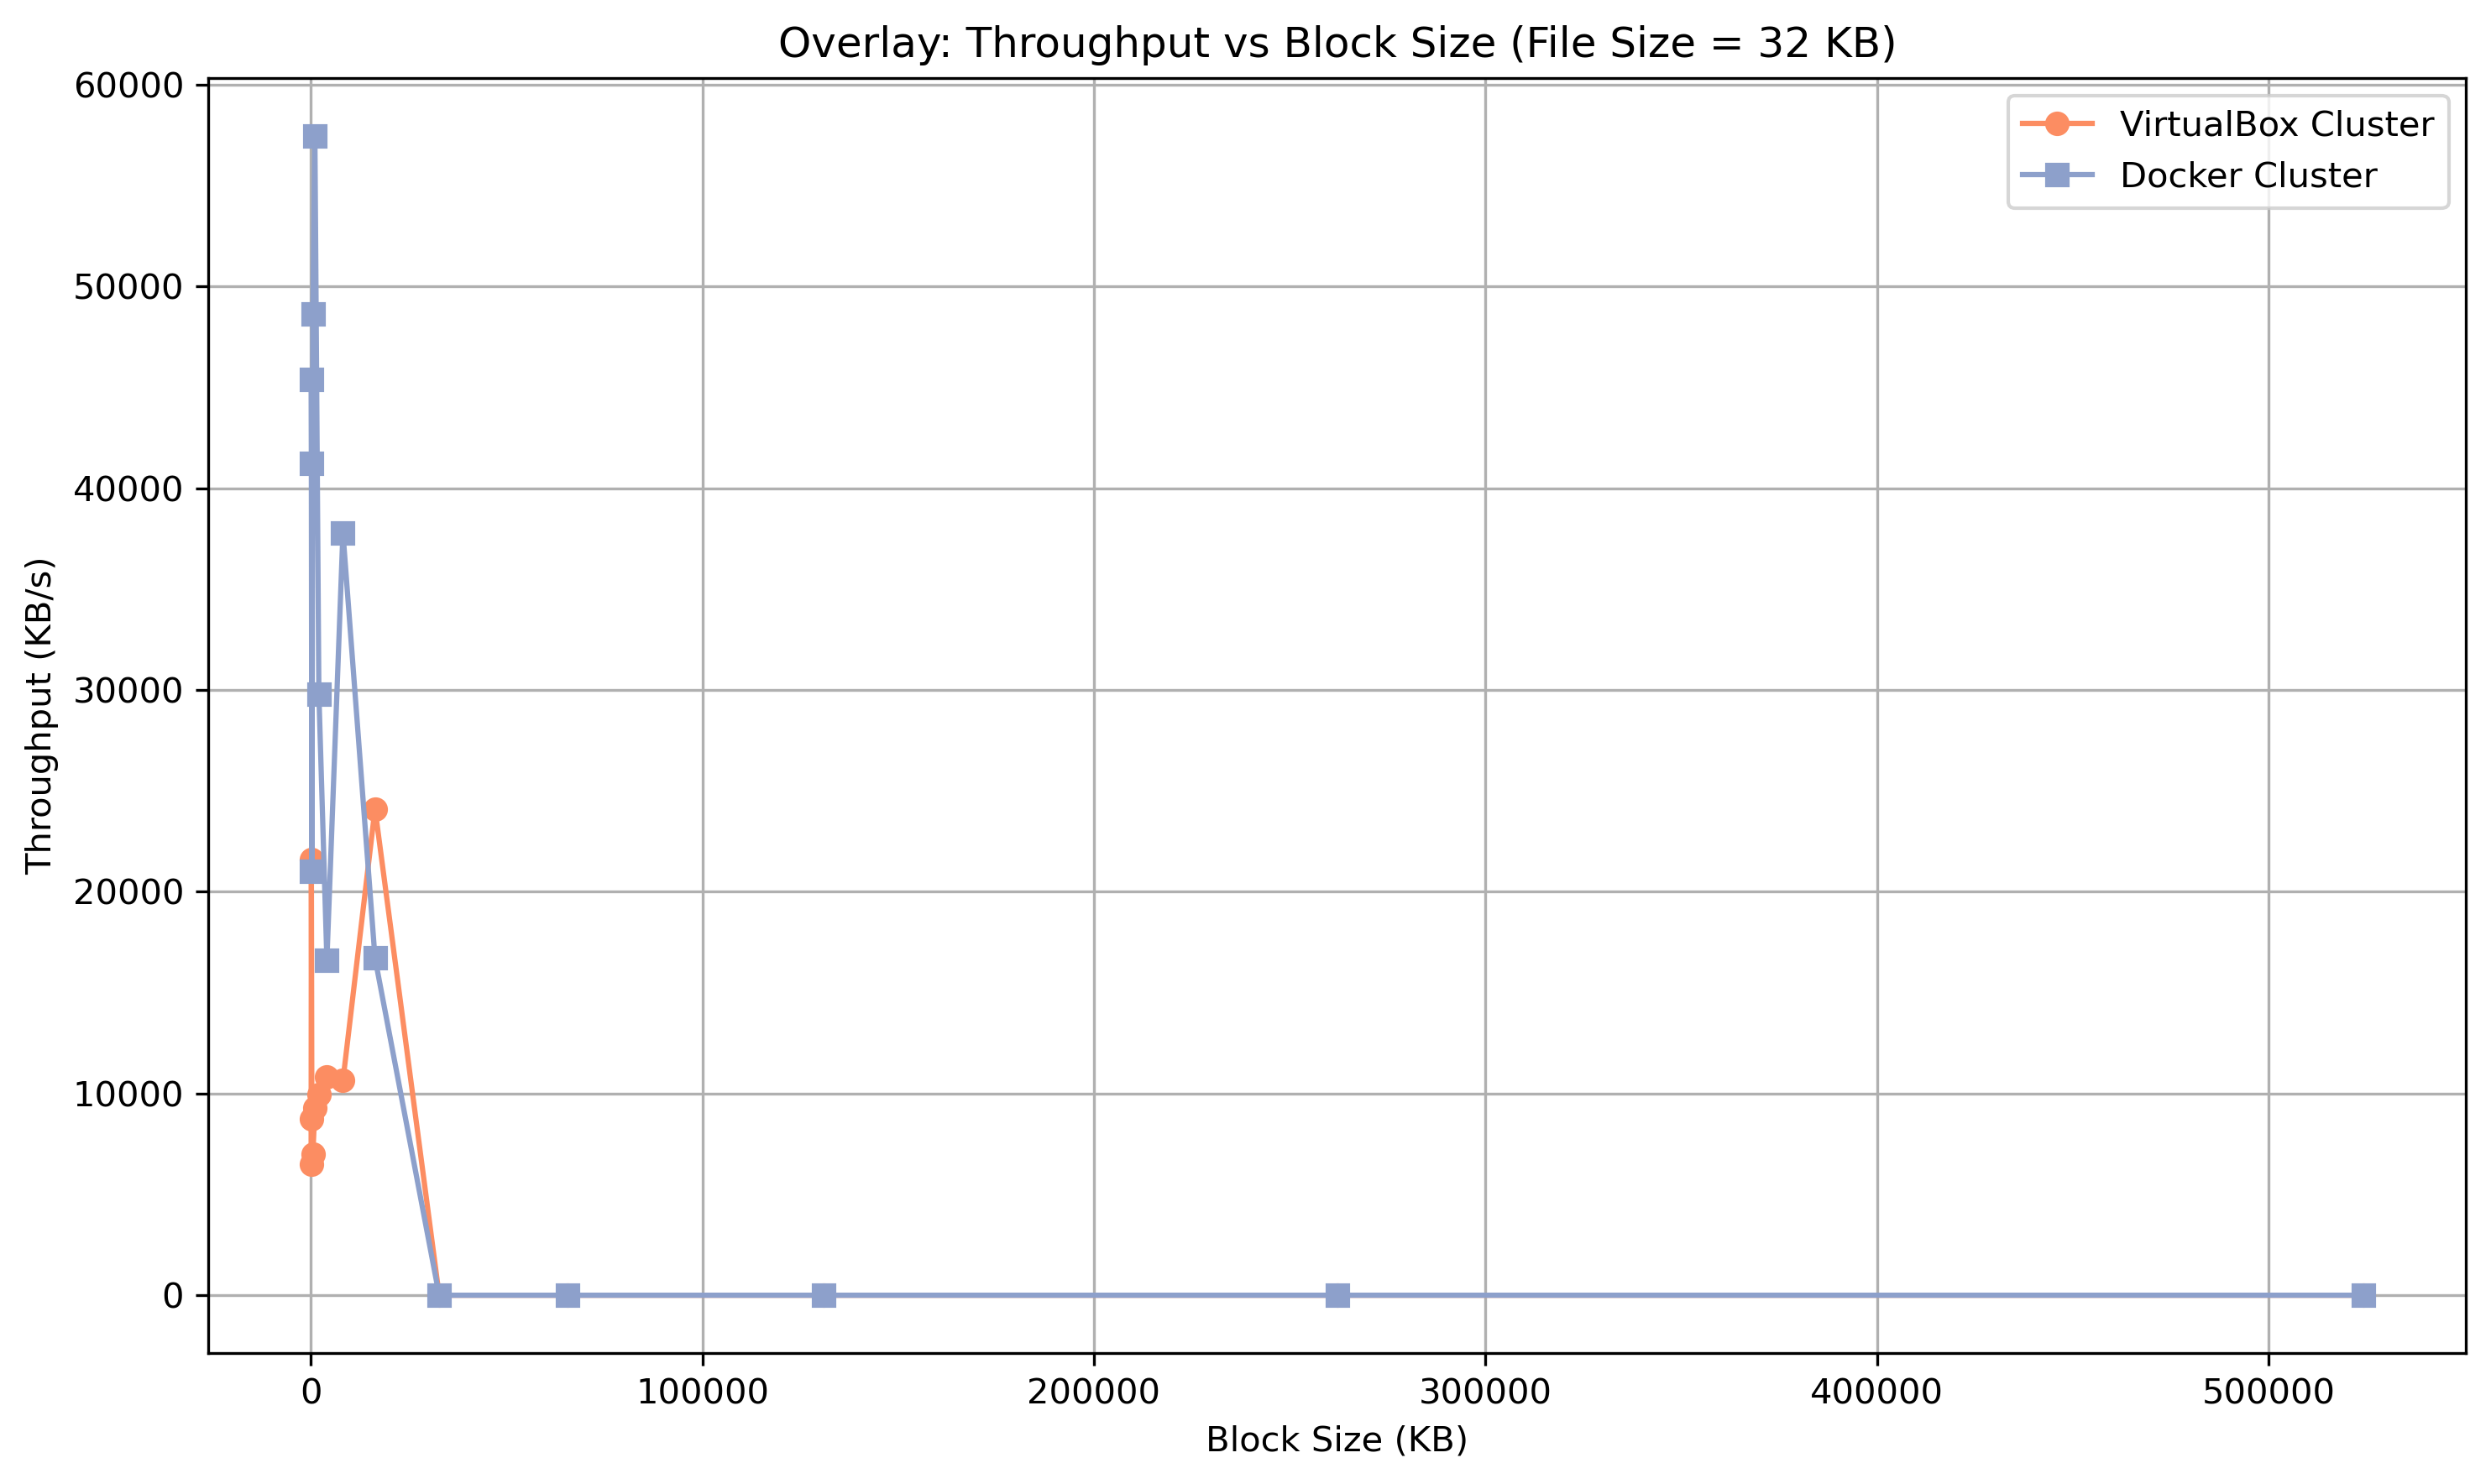 Overlay: Throughput vs Block Size (File Size = 32 KB)
60000
50000
40000
30000
20000
10000
0
Throughput (KB/s)
VirtualBox Cluster
Docker Cluster
0 100000 200000 300000 400000 500000
Block Size (KB)